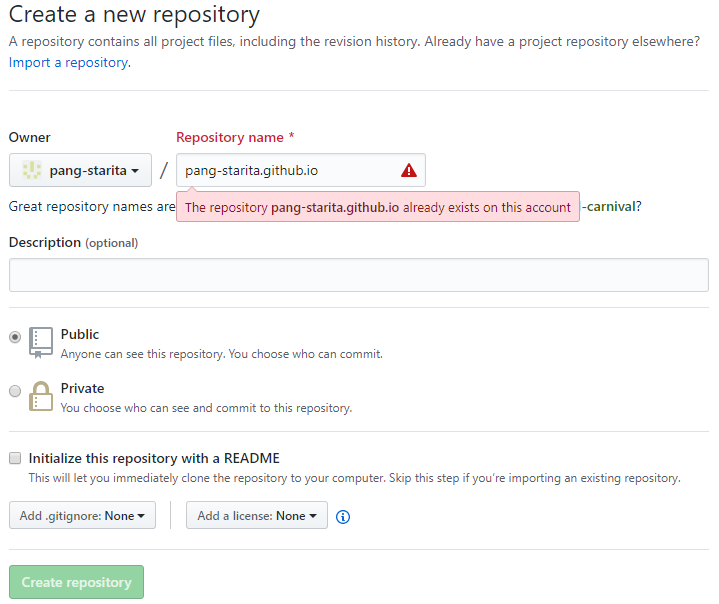 Create a new repository
A repository contains all project files, including the revision history. Already have a project repository elsewhere?
Import a repository.
Owner
Repository name *
pang-starita
/
pang-starita.github.io
Great repository names are
The repository pang-starita.github.io already exists on this account
-carnival?
Description (optional)
Public
Anyone can see this repository. You choose who can commit.
Private
You choose who can see and commit to this repository.
Initialize this repository with a README
This will let you immediately clone the repository to your computer. Skip this step if you're importing an existing repository.
Add .gitignore: None
Add a license: None
Create repository